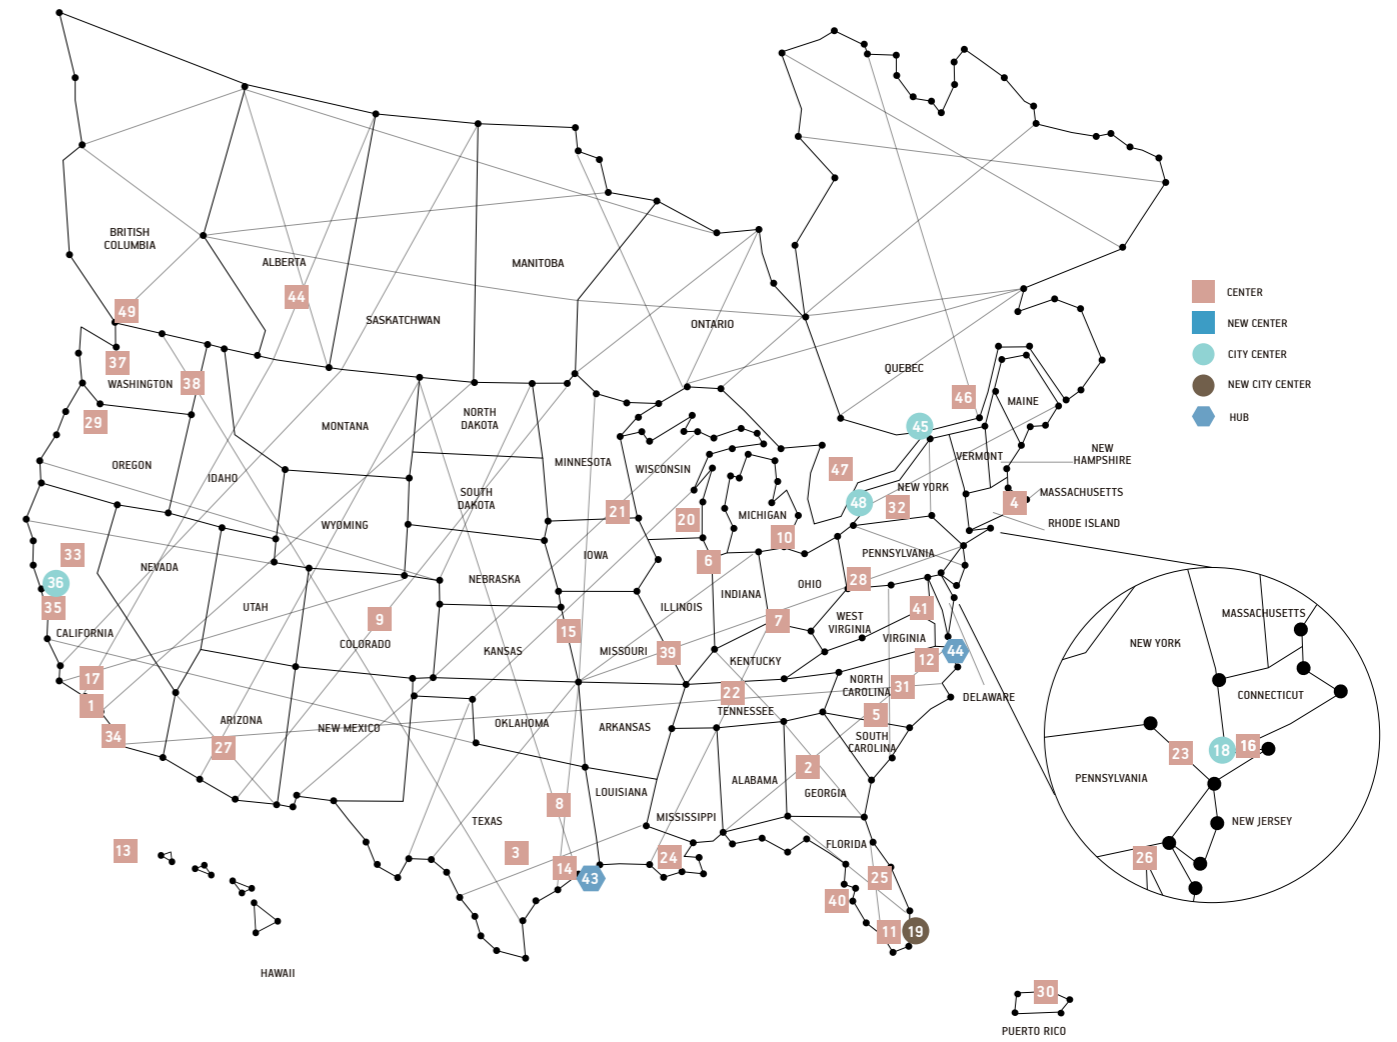 BRITISH
COLUMBIA
ALBERTA
44
MANITOBA
49
SASKATCHWAN
ONTARIO
CENTER
NEW CENTER
CITY CENTER
NEW CITY CENTER
HUB
37
WASHINGTON
38
QUEBEC
46
MAINE
29
MONTANA
NORTH
DAKOTA
45
OREGON
IDAHO
MINNESOTA
WISCONSIN
47
VERMONT
NEW
HAMPSHIRE
SOUTH
DAKOTA
NEW YORK
48
32
4
MASSACHUSETTS
WYOMING
21
20
MICHIGAN
RHODE ISLAND
10
33
NEVADA
IOWA
6
PENNSYLVANIA
36
35
UTAH
NEBRASKA
ILLINOIS
INDIANA
OHIO
28
CALIFORNIA
9
COLORADO
15
KANSAS
MISSOURI
39
7
WEST
VIRGINIA
41
VIRGINIA
KENTUCKY
12
44
17
1
34
ARIZONA
27
NEW MEXICO
OKLAHOMA
ARKANSAS
22
TENNESSEE
NORTH
CAROLINA
31
5
SOUTH
CAROLINA
DELAWARE
MASSACHUSETTS
NEW YORK
CONNECTICUT
23
18
16
PENNSYLVANIA
NEW JERSEY
26
2
ALABAMA
GEORGIA
LOUISIANA
MISSISSIPPI
8
TEXAS
3
14
43
24
FLORIDA
25
40
11
19
13
HAWAII
30
PUERTO RICO